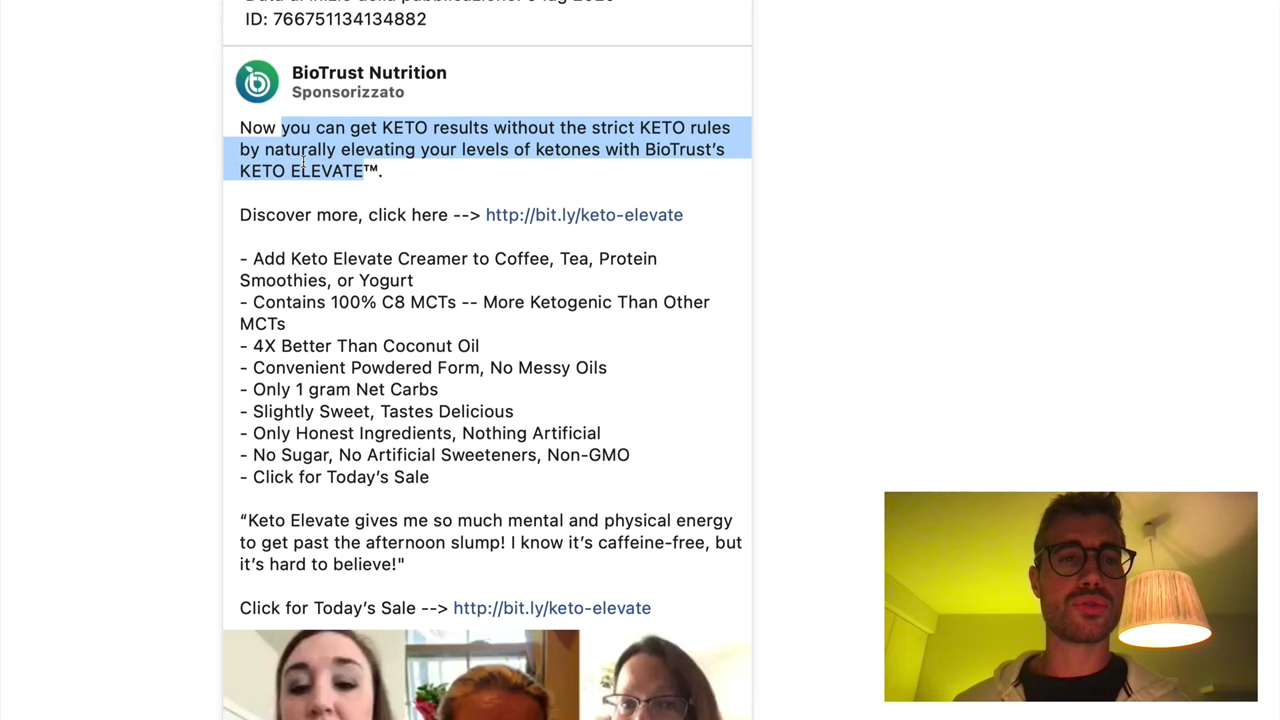 ID: 766751134134882
BioTrust Nutrition
Sponsorizzato
Now you can get KETO results without the strict KETO rules
by naturally elevating your levels of ketones with BioTrust’s
KETO ELEVATE™.
Discover more, click here --> http://bit.ly/keto-elevate
- Add Keto Elevate Creamer to Coffee, Tea, Protein
Smoothies, or Yogurt
- Contains 100% C8 MCTs -- More Ketogenic Than Other
MCTs
- 4X Better Than Coconut Oil
- Convenient Powdered Form, No Messy Oils
- Only 1 gram Net Carbs
- Slightly Sweet, Tastes Delicious
- Only Honest Ingredients, Nothing Artificial
- No Sugar, No Artificial Sweeteners, Non-GMO
- Click for Today’s Sale
“Keto Elevate gives me so much mental and physical energy
to get past the afternoon slump! I know it’s caffeine-free, but
it’s hard to believe!"
Click for Today’s Sale --> http://bit.ly/keto-elevate